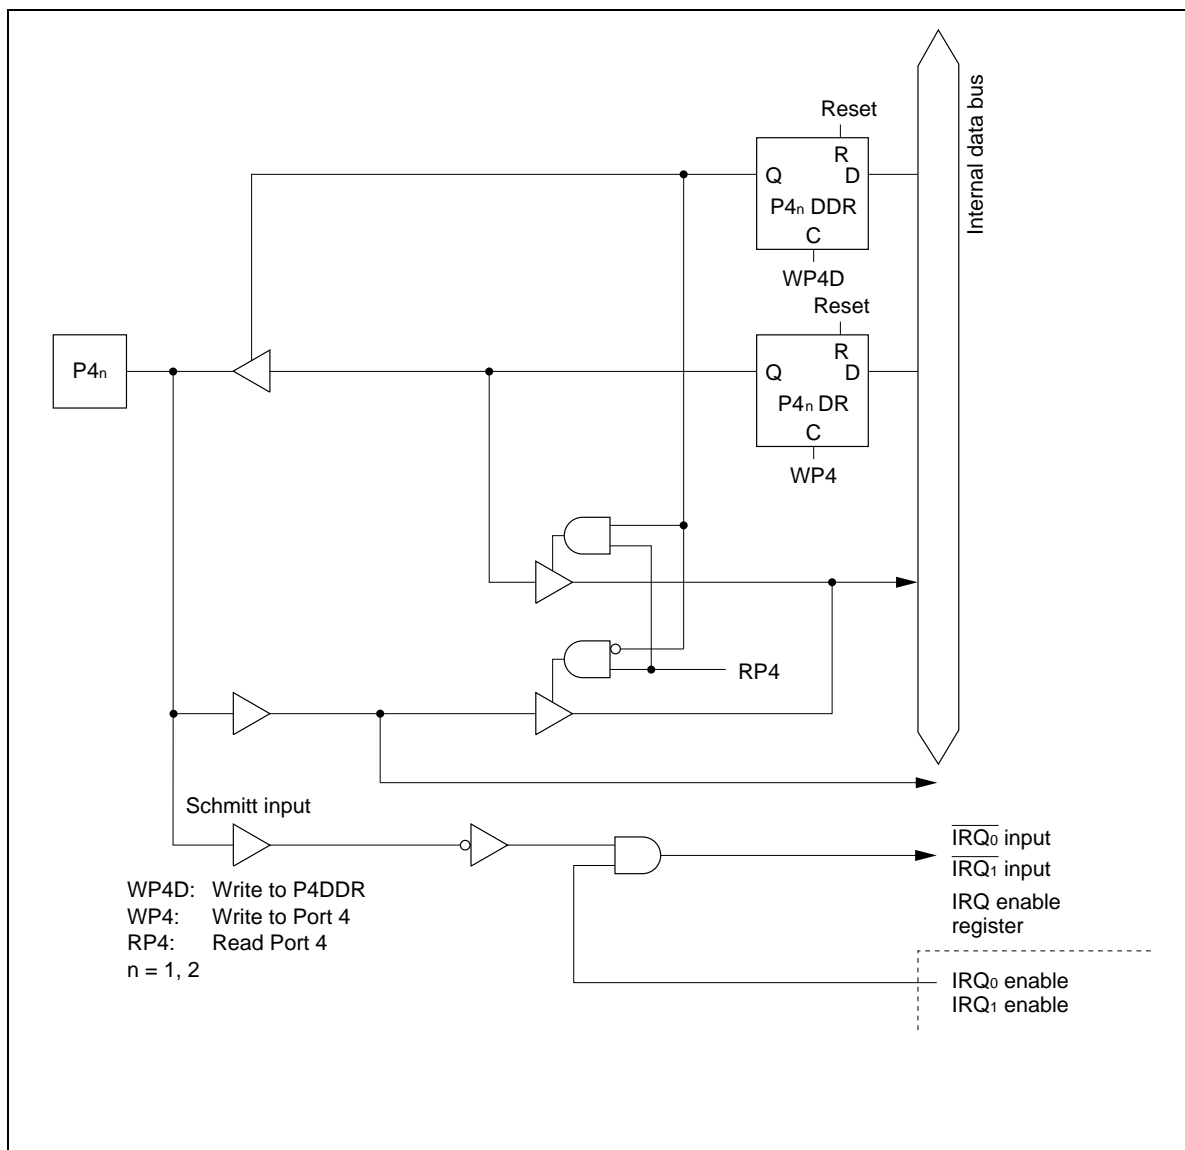 Reset
R
Q D
P4n DDR
C
WP4D
Internal data bus
Reset
R
Q D
P4n DR
C
WP4
P4n
RP4
Schmitt input
IRQ0 input
IRQ1 input
IRQ enable
register
IRQ0 enable
IRQ1 enable
WP4D: Write to P4DDR
WP4: Write to Port 4
RP4: Read Port 4
n = 1, 2